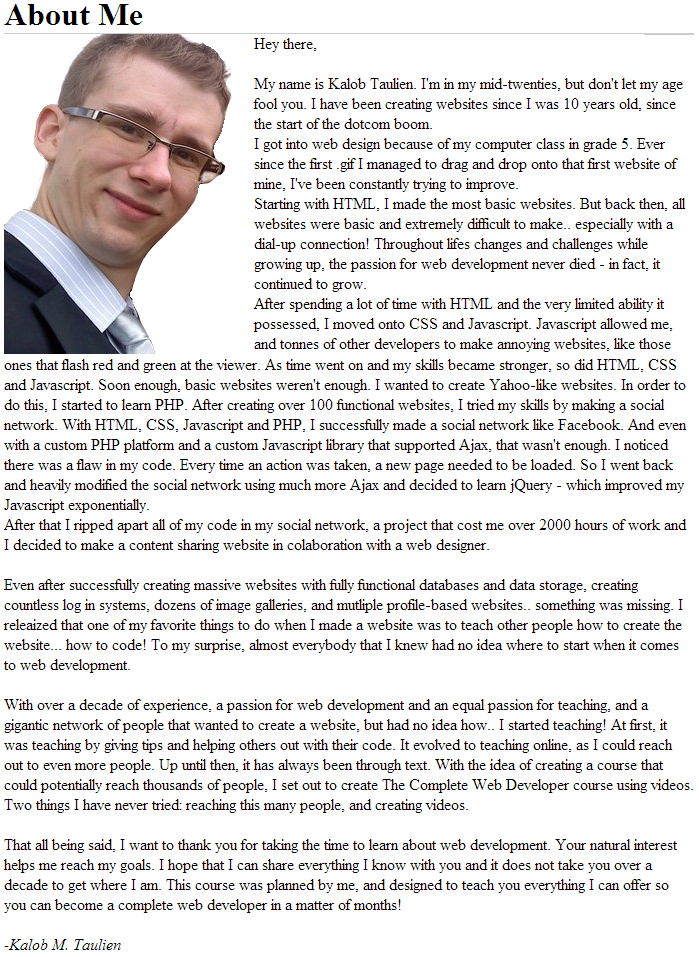 About Me
Hey there,
My name is Kalob Taulien. I'm in my mid-twenties, but don't let my age
fool you. I have been creating websites since I was 10 years old, since
the start of the dotcom boom.
I got into web design because of my computer class in grade 5. Ever
since the first .gif I managed to drag and drop onto that first website of
mine, I've been constantly trying to improve.
Starting with HTML, I made the most basic websites. But back then, all
websites were basic and extremely difficult to make.. especially with a
dial-up connection! Throughout lifes changes and challenges while
growing up, the passion for web development never died - in fact, it
continued to grow.
After spending a lot of time with HTML and the very limited ability it
possessed, I moved onto CSS and Javascript. Javascript allowed me,
and tonnes of other developers to make annoying websites, like those
ones that flash red and green at the viewer. As time went on and my skills became stronger, so did HTML, CSS
and Javascript. Soon enough, basic websites weren't enough. I wanted to create Yahoo-like websites. In order to
do this, I started to learn PHP. After creating over 100 functional websites, I tried my skills by making a social
network. With HTML, CSS, Javascript and PHP, I successfully made a social network like Facebook. And even
with a custom PHP platform and a custom Javascript library that supported Ajax, that wasn't enough. I noticed
there was a flaw in my code. Every time an action was taken, a new page needed to be loaded. So I went back
and heavily modified the social network using much more Ajax and decided to learn jQuery - which improved my
Javascript exponentially.
After that I ripped apart all of my code in my social network, a project that cost me over 2000 hours of work and
I decided to make a content sharing website in colaboration with a web designer.
Even after successfully creating massive websites with fully functional databases and data storage, creating
countless log in systems, dozens of image galleries, and mutliple profile-based websites.. something was missing. I
releaized that one of my favorite things to do when I made a website was to teach other people how to create the
website... how to code! To my surprise, almost everybody that I knew had no idea where to start when it comes
to web development.
With over a decade of experience, a passion for web development and an equal passion for teaching, and a
gigantic network of people that wanted to create a website, but had no idea how.. I started teaching! At first, it
was teaching by giving tips and helping others out with their code. It evolved to teaching online, as I could reach
out to even more people. Up until then, it has always been through text. With the idea of creating a course that
could potentially reach thousands of people, I set out to create The Complete Web Developer course using videos.
Two things I have never tried: reaching this many people, and creating videos.
That all being said, I want to thank you for taking the time to learn about web development. Your natural interest
helps me reach my goals. I hope that I can share everything I know with you and it does not take you over a
decade to get where I am. This course was planned by me, and designed to teach you everything I can offer so
you can become a complete web developer in a matter of months!
-Kalob M. Taulien